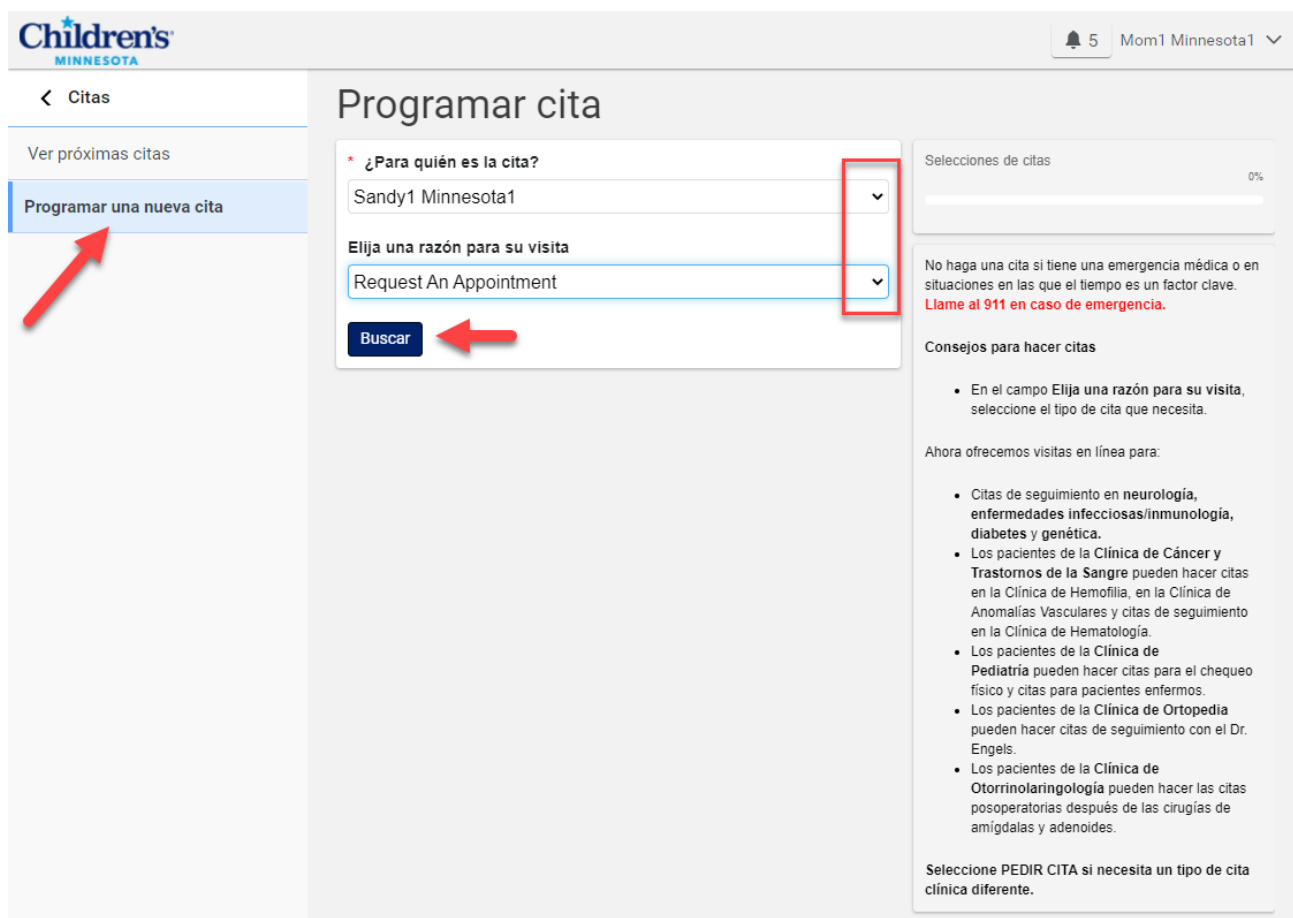 Children's
MINNESOTA
5
Mom1 Minnesota1
Citas
Ver próximas citas
Programar una nueva cita
Programar cita
* ¿Para quién es la cita?
Sandy1 Minnesota1
Elija una razón para su visita
Request An Appointment
Buscar
Selecciones de citas
0%
No haga una cita si tiene una emergencia médica o en
situaciones en las que el tiempo es un factor clave.
Llame al 911 en caso de emergencia.
Consejos para hacer citas
• En el campo Elija una razón para su visita,
seleccione el tipo de cita que necesita.
Ahora ofrecemos visitas en línea para:
• Citas de seguimiento en neurología,
enfermedades infecciosas/inmunología,
diabetes y genética.
• Los pacientes de la Clínica de Cáncer y
Trastornos de la Sangre pueden hacer citas
en la Clínica de Hemofilia, en la Clínica de
Anomalías Vasculares y citas de seguimiento
en la Clínica de Hematología.
• Los pacientes de la Clínica de
Pediatría pueden hacer citas para el chequeo
físico y citas para pacientes enfermos.
• Los pacientes de la Clínica de Ortopedia
pueden hacer citas de seguimiento con el Dr.
Engels.
• Los pacientes de la Clínica de
Otorrinolaringología pueden hacer las citas
posoperatorias después de las cirugías de
amígdalas y adenoides.
Seleccione PEDIR CITA si necesita un tipo de cita
clínica diferente.